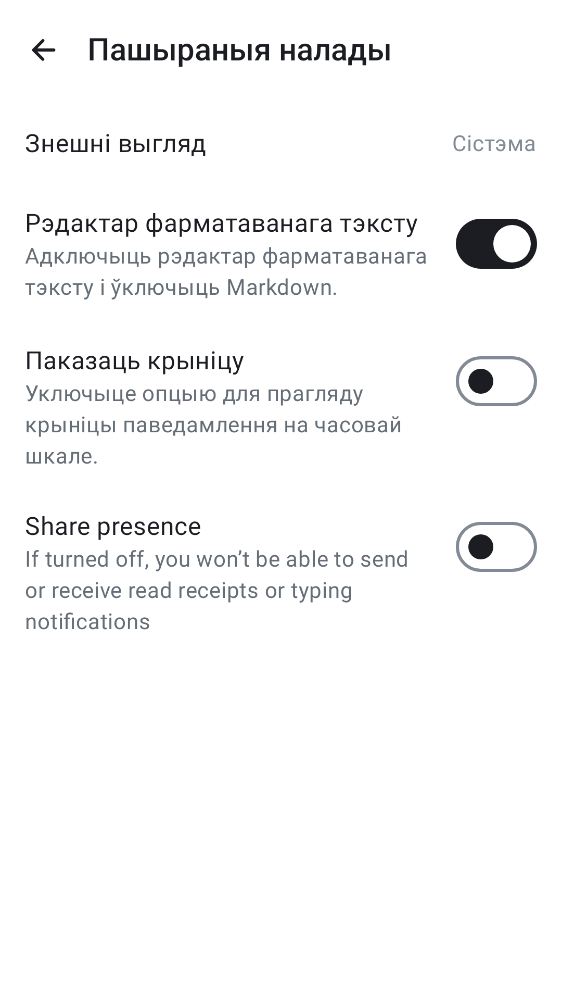 Пашыраныя налады
Знешні выгляд
Сістэма
Рэдактар фарматаванага тэксту
Адключыць рэдактар фарматаванага
тэксту і ўключыць Markdown.
Паказаць крыніцу
Уключыце опцыю для прагляду
крыніцы паведамлення на часовай
шкале.
Share presence
If turned off, you won’t be able to send
or receive read receipts or typing
notifications